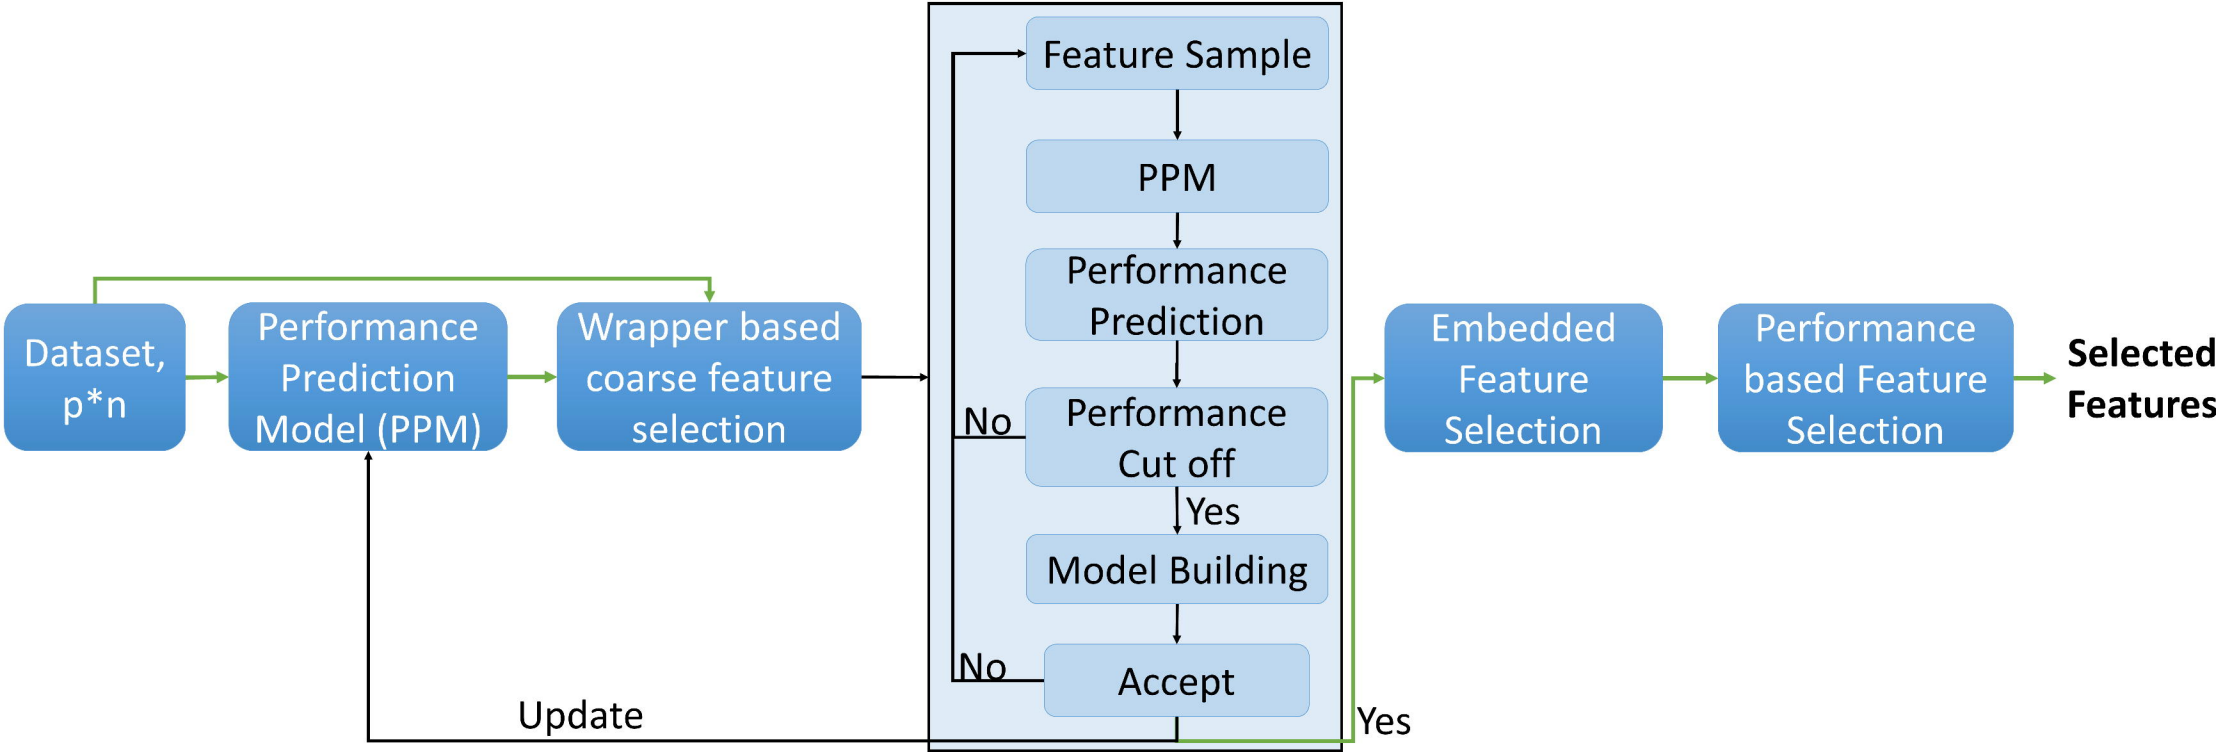 Dataset,
p*n
Performance
Prediction
Model (PPM)
Wrapper based
coarse feature
selection
Feature Sample
PPM
Performance
Prediction
Performance
Cut off
No
Yes
Model Building
Accept
No
Update
Yes
Embedded
Feature
Selection
Performance
based Feature
Selection
Selected
Features